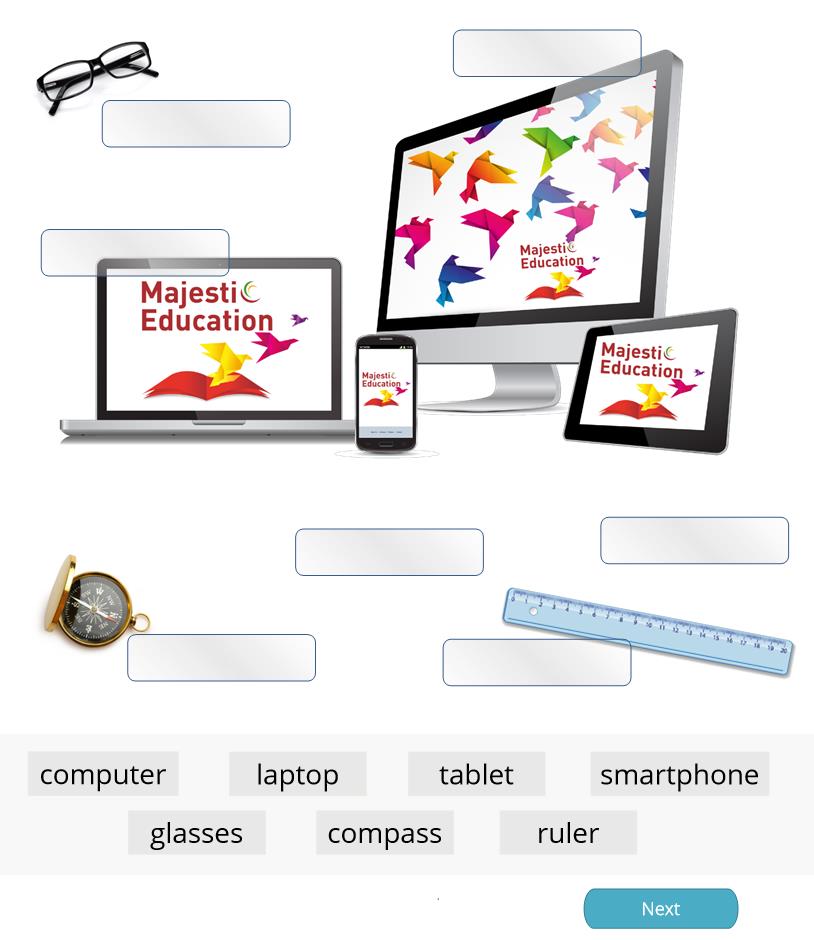 Majestic
Education
Majestic
Education
Majestic
Education
Majestic
Education
0 1 2 3 4 5 6 7 8 9 10 11 12 13 14 15 16 17 18 19 20
computer
laptop
tablet
smartphone
glasses
compass
ruler
Next